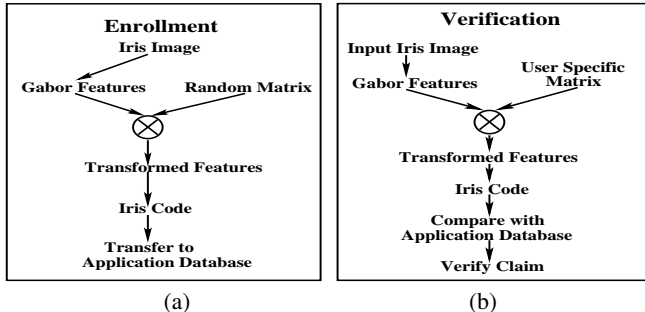 Enrollment
Iris Image
Gabor Features
Random Matrix
Transformed Features
Iris Code
Transfer to
Application Database
(a)
Verification
Input Iris Image
User Specific
Matrix
Gabor Features
Transformed Features
Iris Code
Compare with
Application Database
Verify Claim
(b)